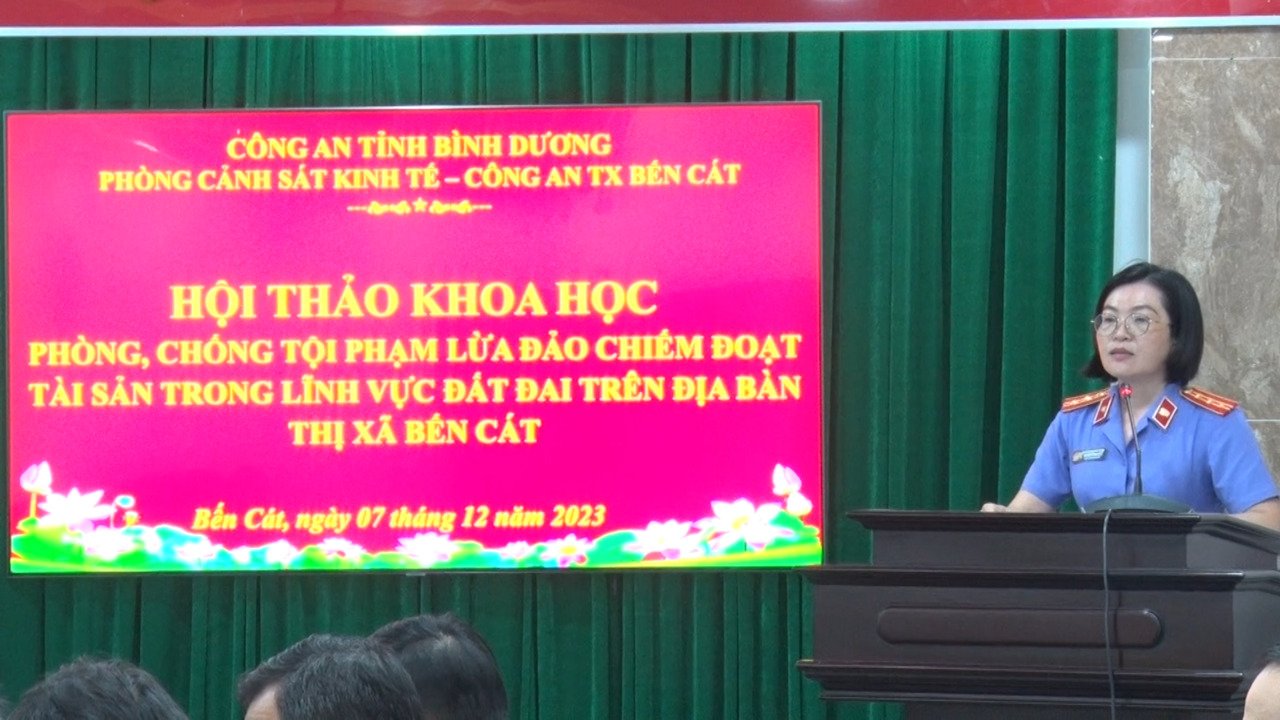 CÔNG AN TỈNH BÌNH DƯƠNG
PHÒNG CẢNH SÁT KINH TẾ – CÔNG AN TX BẾN CÁT
HỘI THẢO KHOA HỌC
PHÒNG, CHỐNG TỘI PHẠM LỪA ĐẢO CHIẾM ĐOẠT
TÀI SẢN TRONG LĨNH VỰC ĐẤT ĐAI TRÊN ĐỊA BÀN
THỊ XÃ BẾN CÁT
Bến Cát, ngày 07 tháng 12 năm 2023